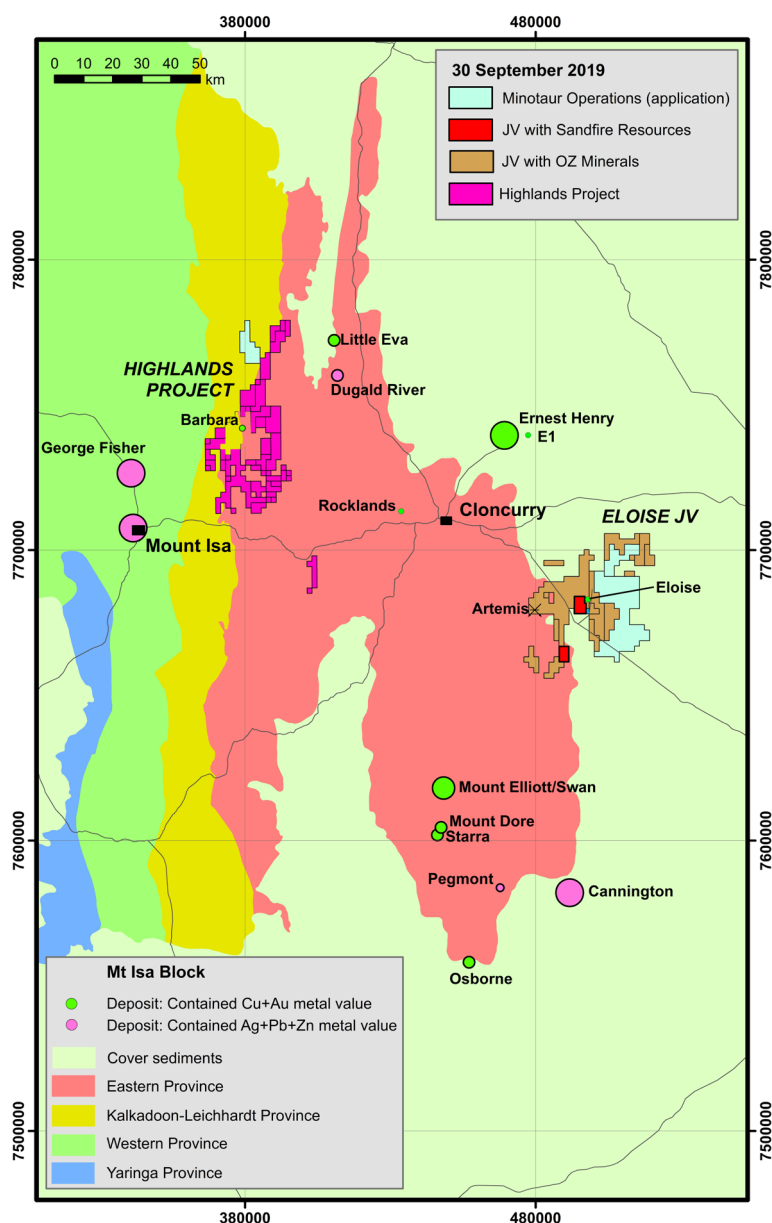 380000
480000
0 10 20 30 40 50
km
30 September 2019
Minotaur Operations (application)
JV with Sandfire Resources
JV with OZ Minerals
Highlands Project
7800000
7800000
Little Eva
HIGHLANDS
PROJECT
Dugald River
Barbara
Ernest Henry
E1
George Fisher
Rocklands
Cloncurry
ELOISE JV
Mount Isa
7700000
7700000
Eloise
Artemis
Mount Elliott/Swan
Mount Dore
Starra
7600000
7600000
Pegmont
Cannington
Osborne
Mt Isa Block
Deposit: Contained Cu+Au metal value
Deposit: Contained Ag+Pb+Zn metal value
Cover sediments
Eastern Province
Kalkadoon-Leichhardt Province
Western Province
Yaringa Province
7500000
7500000
380000
480000